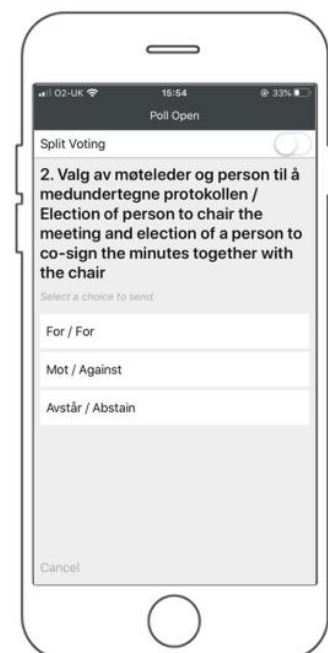 O2-UK 15:54 33%
Poll Open
Split Voting
2. Valg av møteleder og person til å
medundertegne protokollen /
Election of person to chair the
meeting and election of a person to
co-sign the minutes together with
the chair
Select a choice to send.
For / For
Mot / Against
Avstår / Abstain
Cancel